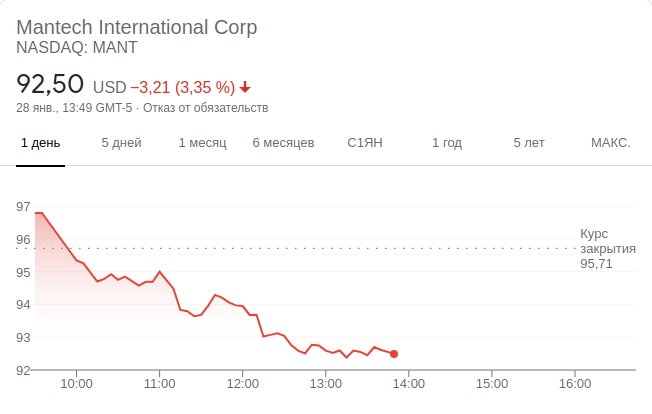 Mantech International Corp
NASDAQ: MANT
92,50 USD −3,21 (3,35 %)
28 янв., 13:49 GMT-5 · Отказ от обязательств
1 день 5 дней 1 месяц 6 месяцев С1ЯН 1 год 5 лет МАКС.
97
96
95
94
93
92
Курс
закрытия
95,71
10:00 11:00 12:00 13:00 14:00 15:00 16:00